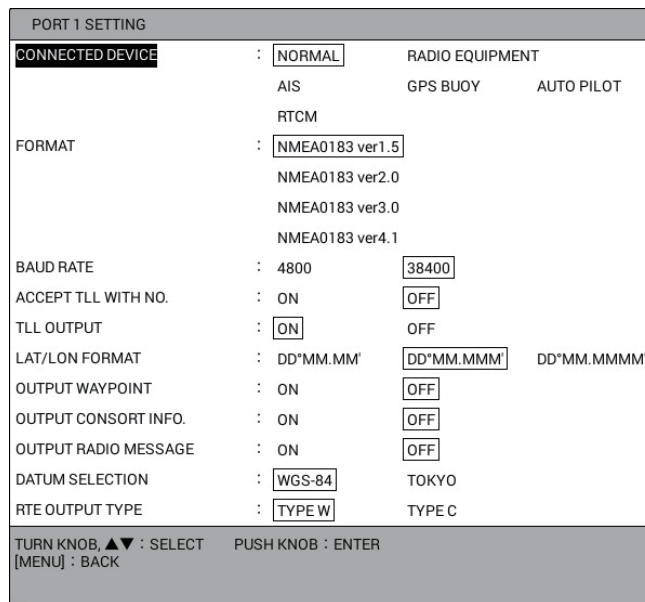 PORT 1 SETTING
CONNECTED DEVICE : NORMAL RADIO EQUIPMENT
AIS GPS BUOY AUTO PILOT
RTCM
FORMAT : NMEA0183 ver1.5
NMEA0183 ver2.0
NMEA0183 ver3.0
NMEA0183 ver4.1
BAUD RATE : 4800 38400
ACCEPT TLL WITH NO. : ON OFF
TLL OUTPUT : ON OFF
LAT/LON FORMAT : DD°MM.MM' DD°MM.MMM' DD°MM.MMMM'
OUTPUT WAYPOINT : ON OFF
OUTPUT CONSORT INFO. : ON OFF
OUTPUT RADIO MESSAGE : ON OFF
DATUM SELECTION : WGS-84 TOKYO
RTE OUTPUT TYPE : TYPE W TYPE C
TURN KNOB, ▲▼ : SELECT PUSH KNOB : ENTER
[MENU] : BACK